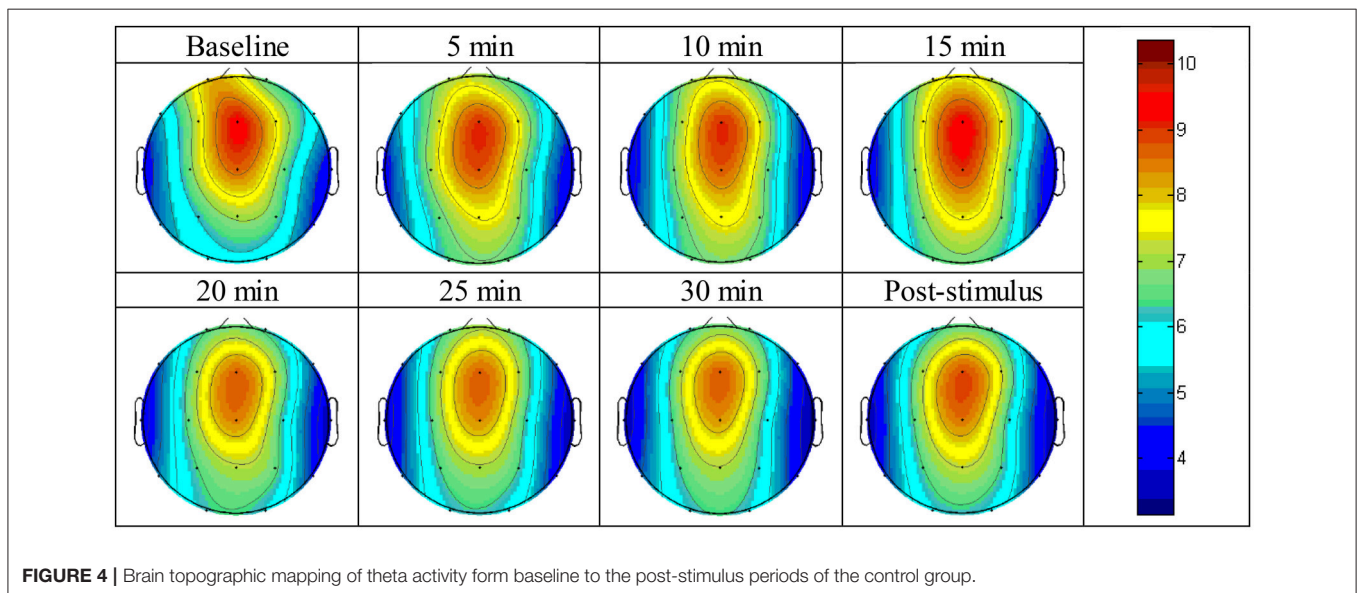 Baseline
5 min
10 min
15 min
10
9
8
7
6
5
4
20 min
25 min
30 min
Post-stimulus
FIGURE 4 | Brain topographic mapping of theta activity form baseline to the post-stimulus periods of the control group.